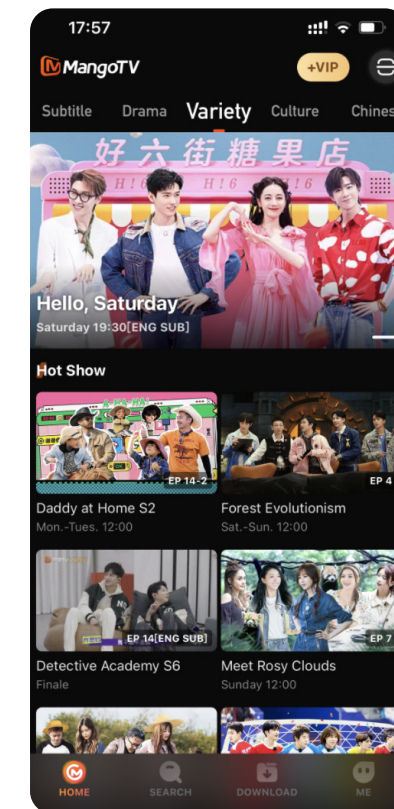 17:57
MangoTV
+VIP
Subtitle Drama Variety Culture Chines
好六街糖果店
H!6 H!6 H!6
Hello, Saturday
Saturday 19:30[ENG SUB]
Hot Show
A-MA-HA!
EP 14-2
EP 4
Daddy at Home S2
Forest Evolutionism
Mon.-Tues. 12:00
Sat.-Sun. 12:00
EP 14[ENG SUB]
EP 7
Detective Academy S6
Meet Rosy Clouds
Finale
Sunday 12:00
HOME SEARCH DOWNLOAD ME